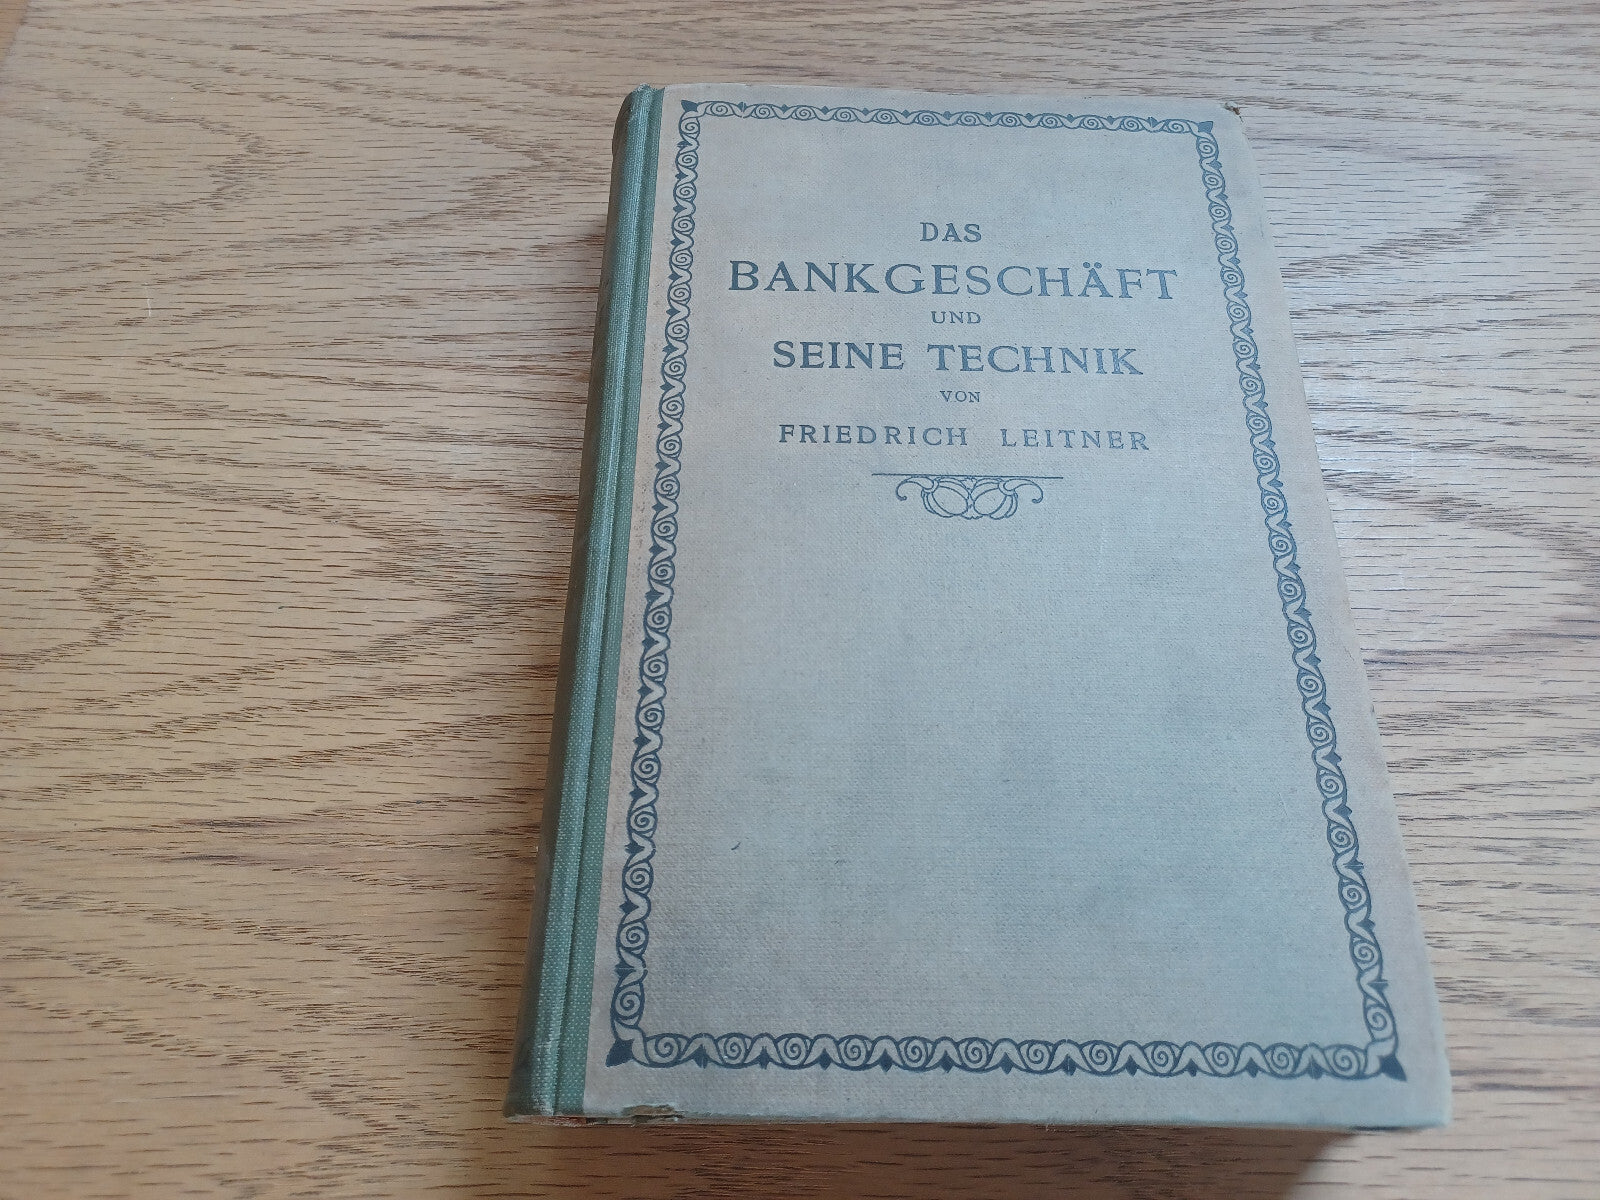 DAS
BANKGESCHÄFT
UND
SEINE TECHNIK
VON
FRIEDRICH LEITNER